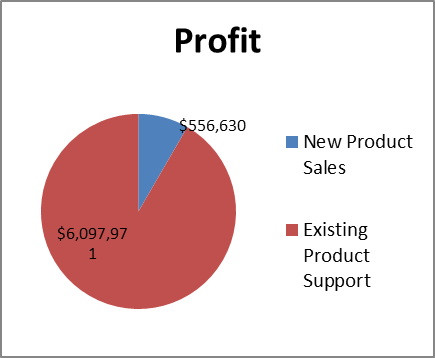 Profit
$556,630
$6,097,97
1
New Product
Sales
Existing
Product
Support